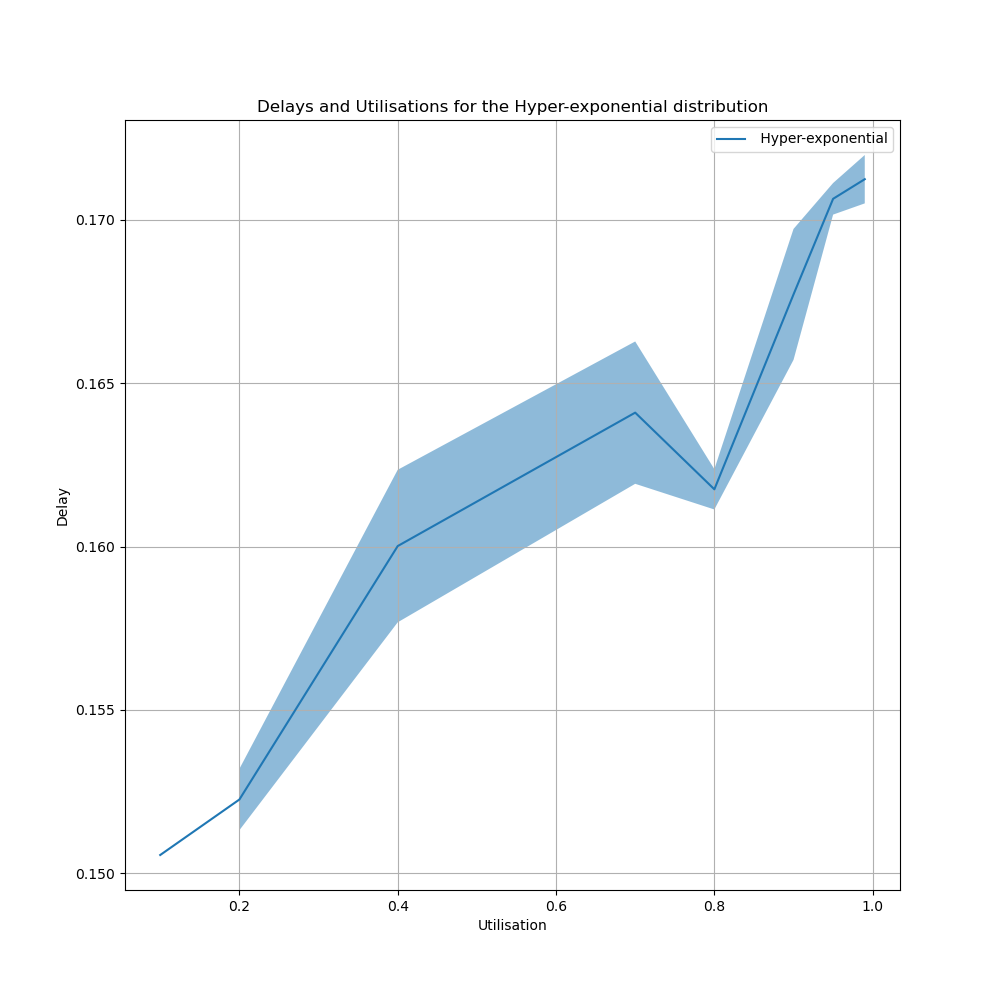 Delays and Utilisations for the Hyper-exponential distribution
Hyper-exponential
0.170
0.165
0.160
0.155
0.150
Delay
0.2 0.4 0.6 0.8 1.0
Utilisation